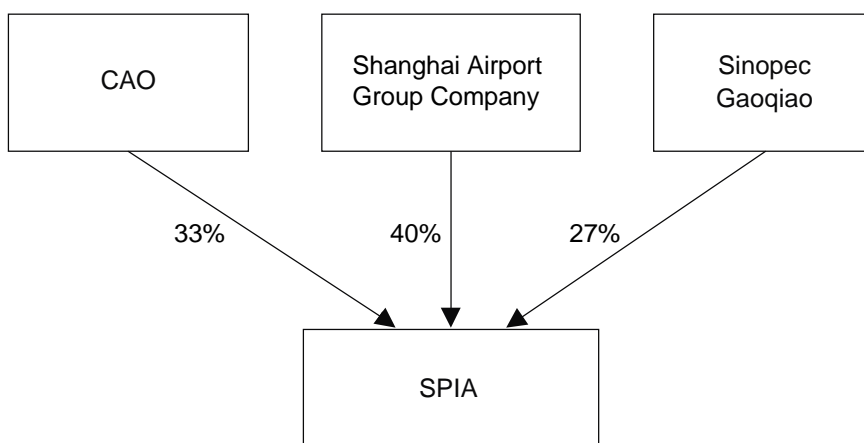 CAO
Shanghai Airport
Group Company
Sinopec
Gaoqiao
33%
40%
27%
SPIA